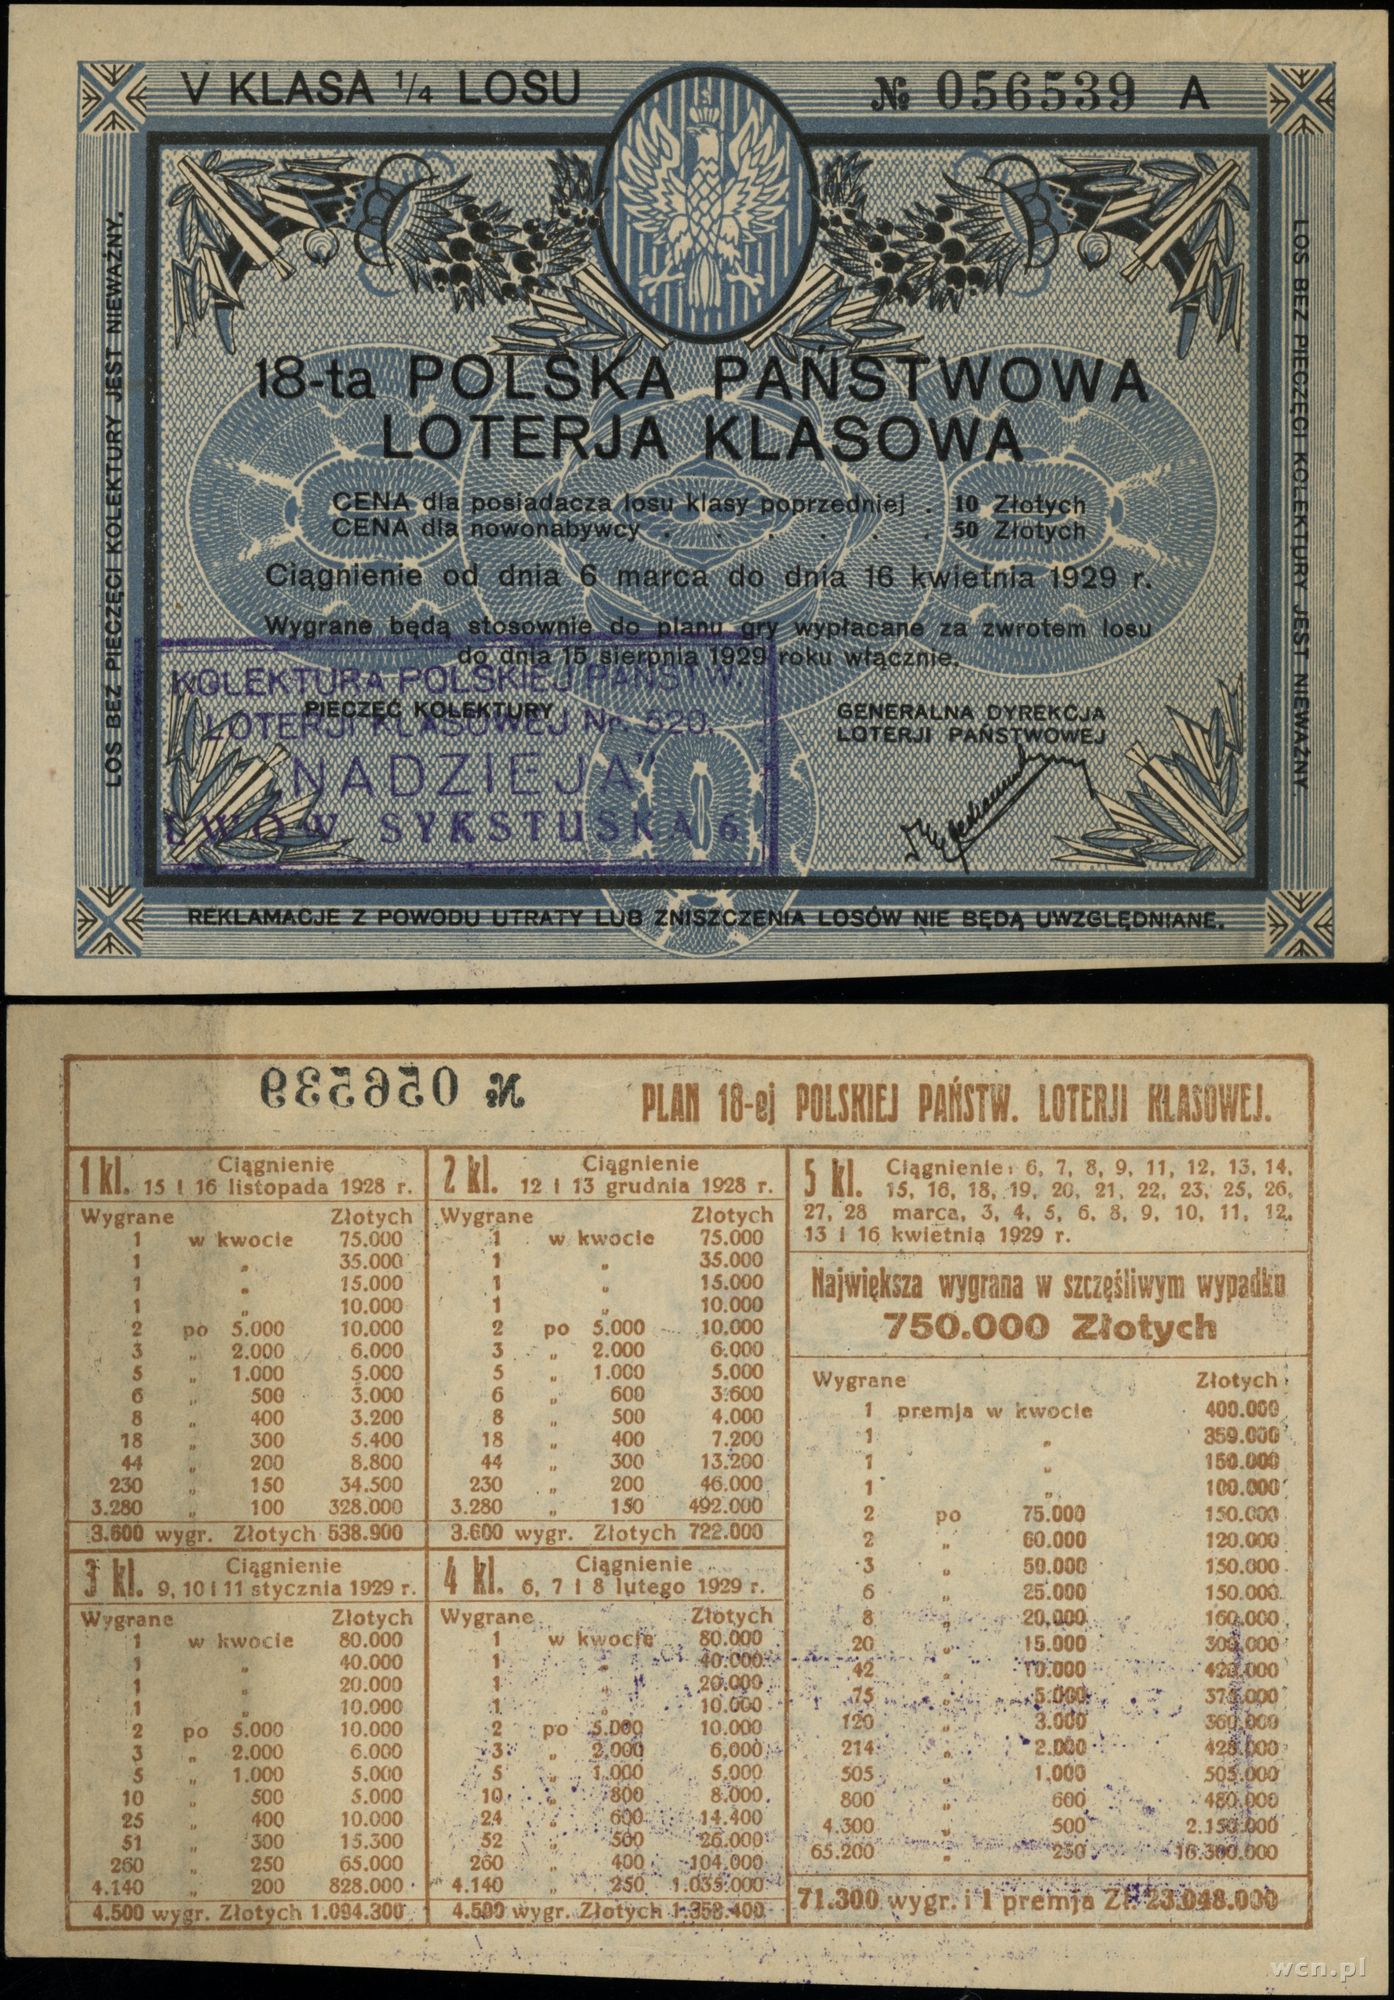 V KLASA 1/4 LOSU
№ 056539 A
LOS BEZ PIECZĘCI KOLEKTURY JEST NIEWAŻNY.
LOS BEZ PIECZĘCI KOLEKTURY JEST NIEWAŻNY.
18-ta POLSKA PAŃSTWOWA
LOTERJA KLASOWA
CENA dla posiadacza losu klasy poprzedniej . 10 Złotych
CENA dla nowonabywcy . . . . . . 50 Złotych
Ciągnienie od dnia 6 marca do dnia 16 kwietnia 1929 r.
Wygrane będą stosownie do planu gry wypłacane za zwrotem losu
do dnia 15 sierpnia 1929 roku włącznie.
KOLEKTURA POLSKIEJ PAŃSTW.
PIECZĘĆ KOLEKTURY
LOTERJI KLASOWEJ Nr. 520.
NADZIEJA"
LWÓW, SYKSTUSKA 6.
GENERALNA DYREKCJA
LOTERJI PAŃSTWOWEJ
REKLAMACJE Z POWODU UTRATY LUB ZNISZCZENIA LOSÓW NIE BĘDĄ UWZGLĘDNIANE.
№ 056539
PLAN 18-ej POLSKIEJ PAŃSTW. LOTERJI KLASOWEJ.
1 kl. Ciągnienie
15 i 16 listopada 1928 r.
Wygrane Złotych
1 w kwocie 75.000
1 „ 35.000
1 „ 15.000
1 „ 10.000
2 po 5.000 10.000
3 „ 2.000 6.000
5 „ 1.000 5.000
6 „ 500 3.000
8 „ 400 3.200
18 „ 300 5.400
44 „ 200 8.800
230 „ 150 34.500
3.280 „ 100 328.000
3.600 wygr. Złotych 538.900
2 kl. Ciągnienie
12 i 13 grudnia 1928 r.
Wygrane Złotych
1 w kwocie 75.000
1 „ 35.000
1 „ 15.000
1 „ 10.000
2 po 5.000 10.000
3 „ 2.000 6.000
5 „ 1.000 5.000
6 „ 600 3.600
8 „ 500 4.000
18 „ 400 7.200
44 „ 300 13.200
230 „ 200 46.000
3.280 „ 150 492.000
3.600 wygr. Złotych 722.000
3 kl. Ciągnienie
9, 10 i 11 stycznia 1929 r.
Wygrane Złotych
1 w kwocie 80.000
1 „ 40.000
1 „ 20.000
1 „ 10.000
2 po 5.000 10.000
3 „ 2.000 6.000
5 „ 1.000 5.000
10 „ 500 5.000
25 „ 400 10.000
51 „ 300 15.300
260 „ 250 65.000
4.140 „ 200 828.000
4.500 wygr. Złotych 1.094.300
4 kl. Ciągnienie
6, 7 i 8 lutego 1929 r.
Wygrane Złotych
1 w kwocie 80.000
1 „ 40.000
1 „ 20.000
1 „ 10.000
2 po 5.000 10.000
3 „ 2.000 6.000
5 „ 1.000 5.000
10 „ 800 8.000
24 „ 600 14.400
52 „ 500 26.000
260 „ 400 104.000
4.140 „ 250 1.035.000
4.500 wygr. Złotych 1.358.400
5 kl. Ciągnienie: 6, 7, 8, 9, 11, 12, 13, 14,
15, 16, 18, 19, 20, 21, 22, 23, 25, 26,
27, 28 marca, 3, 4, 5, 6, 8, 9, 10, 11, 12,
13 i 16 kwietnia 1929 r.
Największa wygrana w szczęśliwym wypadku
750.000 Złotych
Wygrane Złotych
1 premja w kwocie 400.000
1 „ 350.000
1 „ 150.000
1 „ 100.000
2 po 75.000 150.000
2 „ 60.000 120.000
3 „ 50.000 150.000
6 „ 25.000 150.000
8 „ 20.000 160.000
20 „ 15.000 300.000
42 „ 10.000 420.000
75 „ 5.000 375.000
120 „ 3.000 360.000
214 „ 2.000 428.000
505 „ 1.000 505.000
800 „ 600 480.000
4.300 „ 500 2.150.000
65.200 „ 250 16.300.000
71.300 wygr. i 1 premja Zł. 23.048.000
wcn.pl